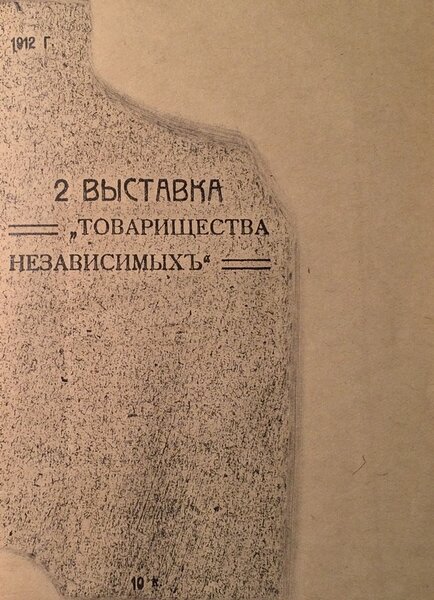 1912 Г.
2 ВЫСТАВКА
„ТОВАРИЩЕСТВА
НЕЗАВИСИМЫХЪ“
10 к.